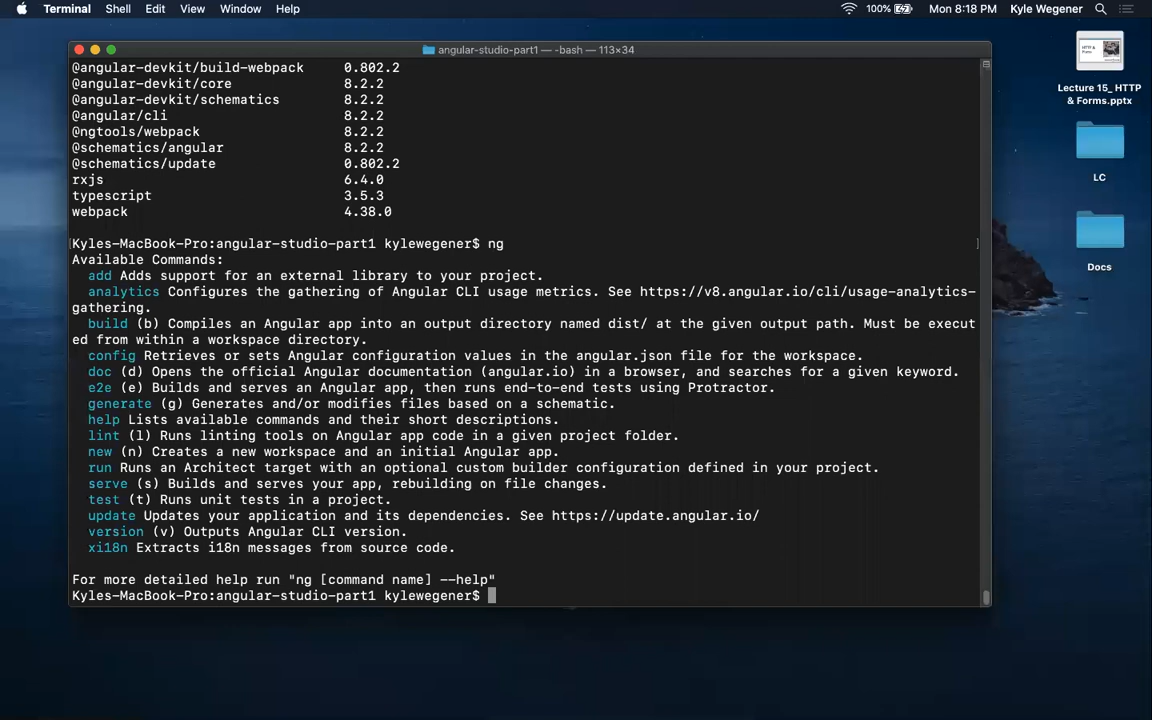 Terminal Shell Edit View Window Help 100% Mon 8:18 PM Kyle Wegener
angular-studio-part1 — -bash — 113×34
@angular-devkit/build-webpack 0.802.2
@angular-devkit/core 8.2.2
@angular-devkit/schematics 8.2.2
@angular/cli 8.2.2
@ngtools/webpack 8.2.2
@schematics/angular 8.2.2
@schematics/update 0.802.2
rxjs 6.4.0
typescript 3.5.3
webpack 4.38.0
[Kyles-MacBook-Pro:angular-studio-part1 kylewegener$ ng ]
Available Commands:
add Adds support for an external library to your project.
analytics Configures the gathering of Angular CLI usage metrics. See https://v8.angular.io/cli/usage-analytics-
gathering.
build (b) Compiles an Angular app into an output directory named dist/ at the given output path. Must be execut
ed from within a workspace directory.
config Retrieves or sets Angular configuration values in the angular.json file for the workspace.
doc (d) Opens the official Angular documentation (angular.io) in a browser, and searches for a given keyword.
e2e (e) Builds and serves an Angular app, then runs end-to-end tests using Protractor.
generate (g) Generates and/or modifies files based on a schematic.
help Lists available commands and their short descriptions.
lint (l) Runs linting tools on Angular app code in a given project folder.
new (n) Creates a new workspace and an initial Angular app.
run Runs an Architect target with an optional custom builder configuration defined in your project.
serve (s) Builds and serves your app, rebuilding on file changes.
test (t) Runs unit tests in a project.
update Updates your application and its dependencies. See https://update.angular.io/
version (v) Outputs Angular CLI version.
xi18n Extracts i18n messages from source code.
For more detailed help run "ng [command name] --help"
Kyles-MacBook-Pro:angular-studio-part1 kylewegener$
Lecture 15_ HTTP
& Forms.pptx
LC
Docs